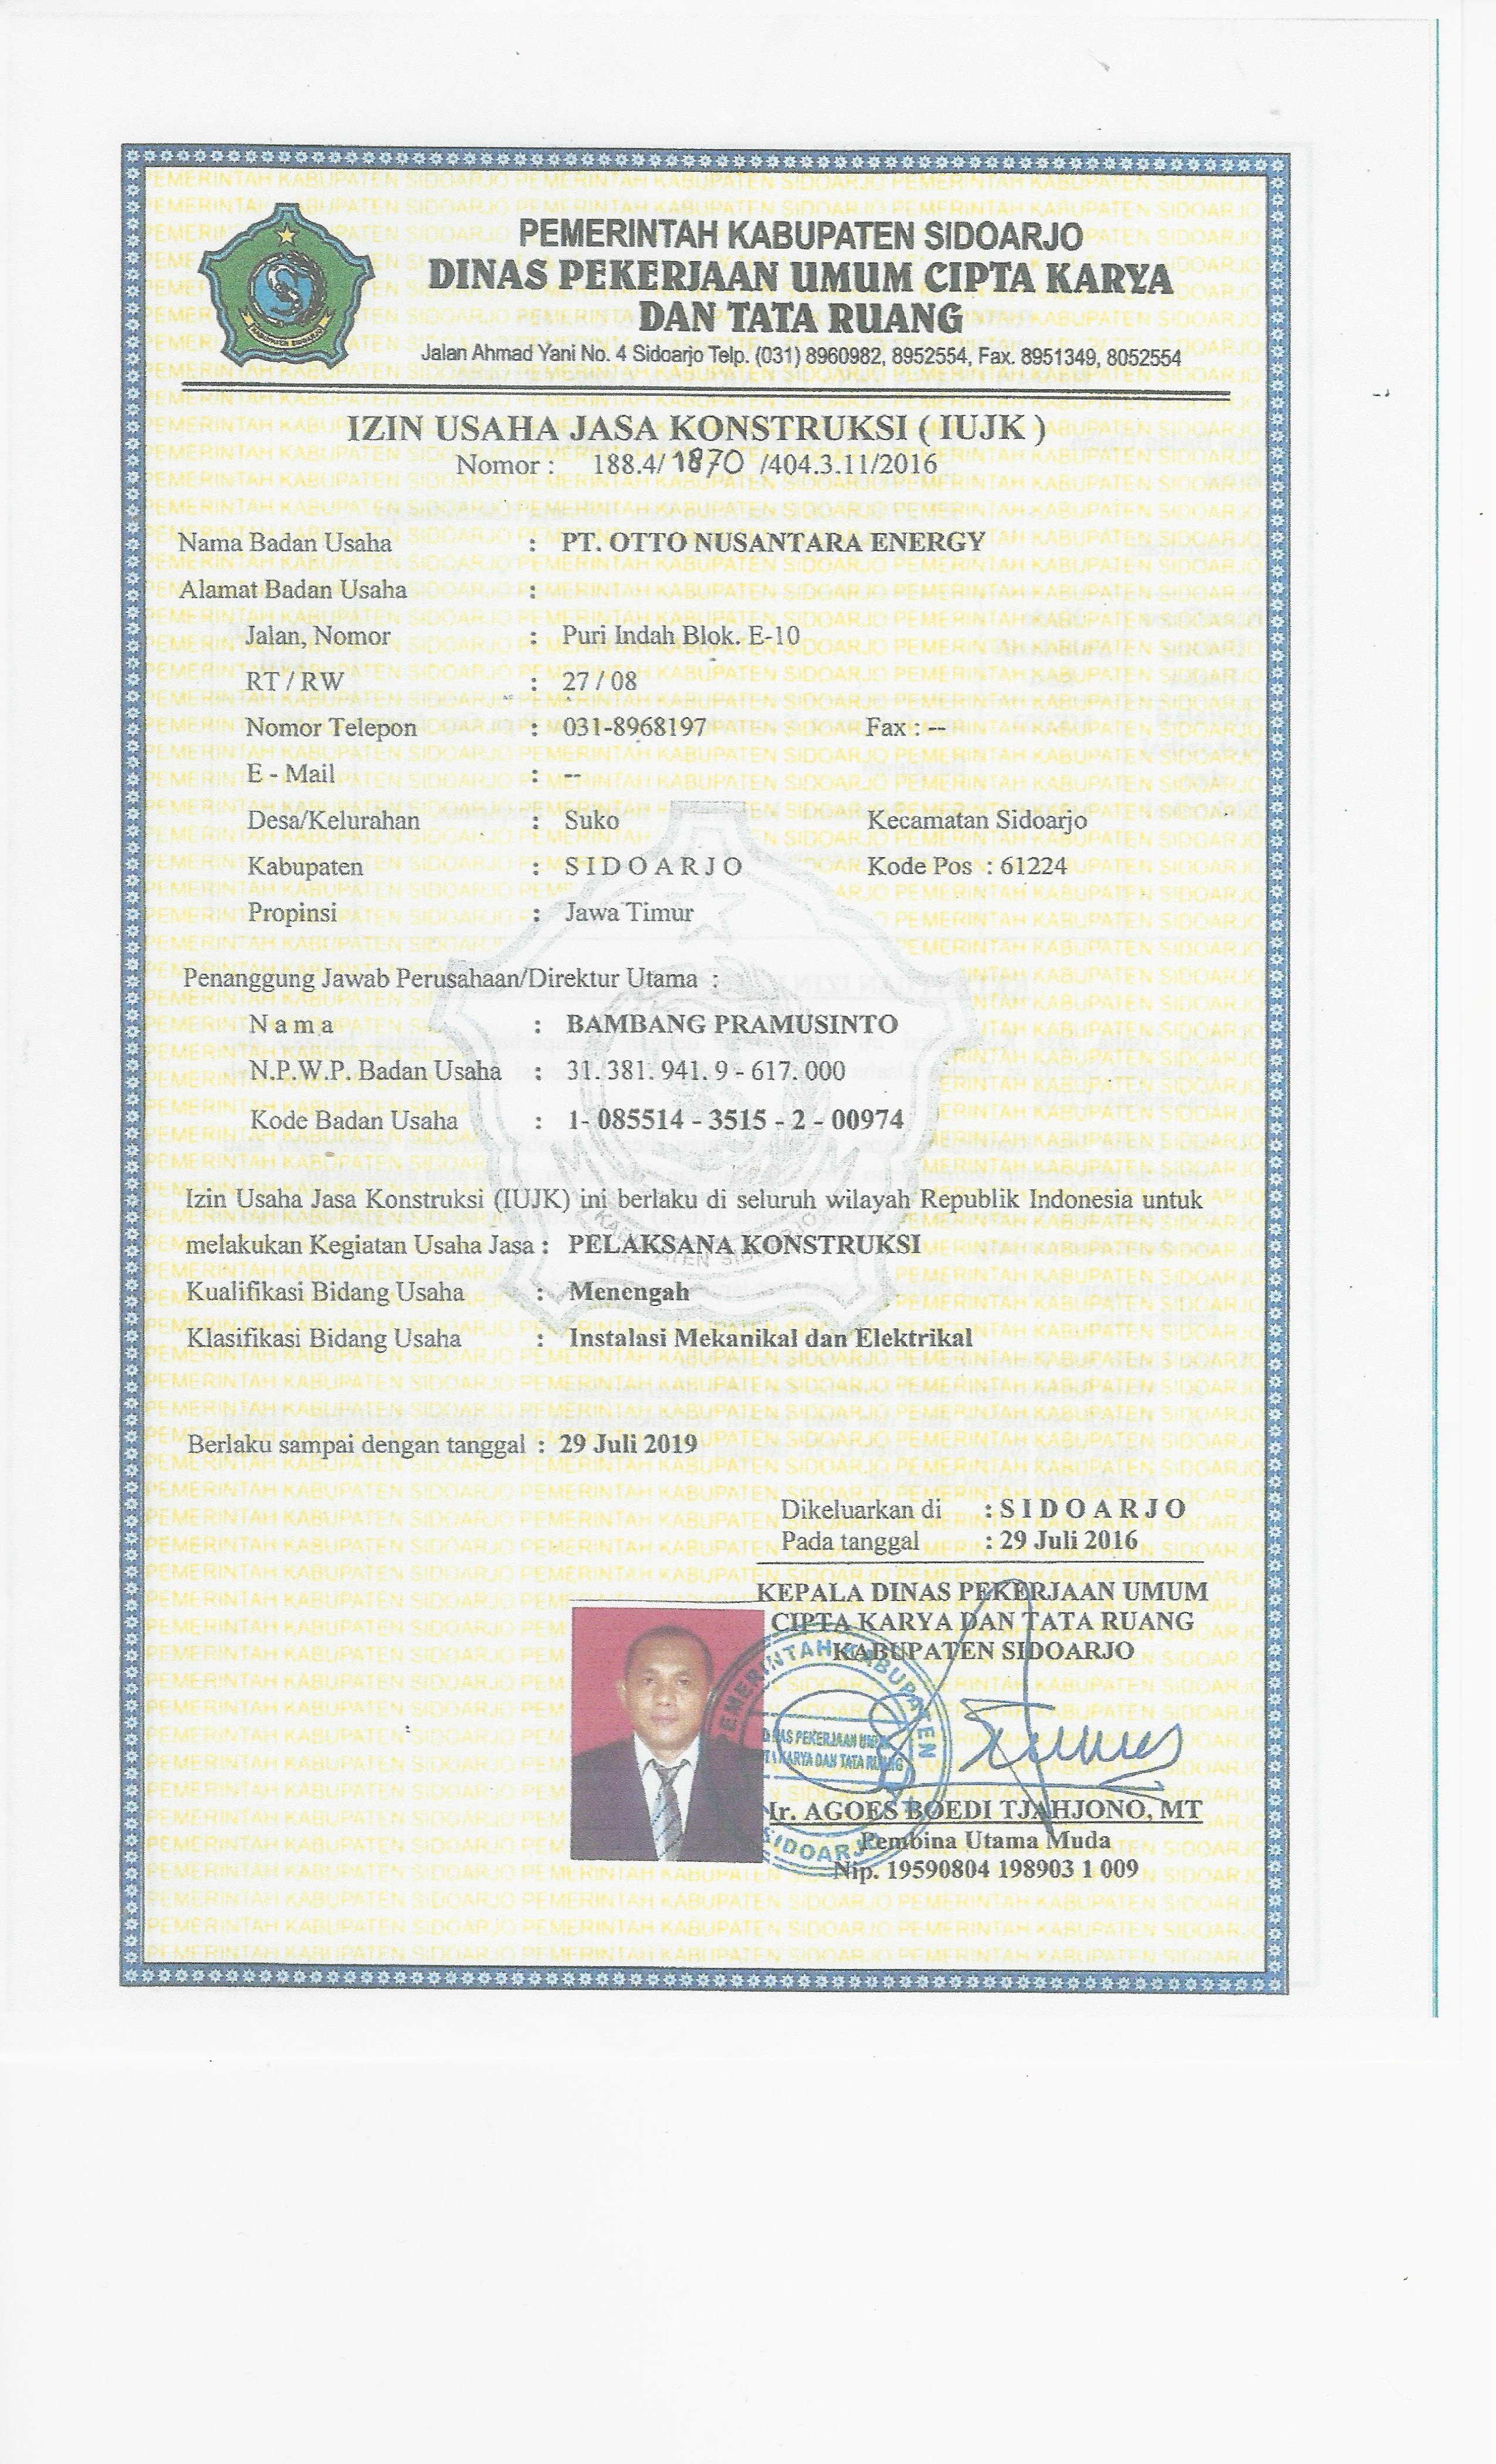 PEMERINTAH KABUPATEN SIDOARJO
DINAS PEKERJAAN UMUM CIPTA KARYA
DAN TATA RUANG
Jalan Ahmad Yani No. 4 Sidoarjo Telp. (031) 8960982, 8952554, Fax. 8951349, 8052554
IZIN USAHA JASA KONSTRUKSI ( IUJK )
Nomor : 188.4/ 1870 /404.3.11/2016
Nama Badan Usaha : PT. OTTO NUSANTARA ENERGY
Alamat Badan Usaha :
Jalan, Nomor : Puri Indah Blok. E-10
RT / RW : 27 / 08
Nomor Telepon : 031-8968197 Fax : --
E - Mail : --
Desa/Kelurahan : Suko Kecamatan Sidoarjo
Kabupaten : S I D O A R J O Kode Pos : 61224
Propinsi : Jawa Timur
Penanggung Jawab Perusahaan/Direktur Utama :
N a m a : BAMBANG PRAMUSINTO
N.P.W.P. Badan Usaha : 31. 381. 941. 9 - 617. 000
Kode Badan Usaha : 1- 085514 - 3515 - 2 - 00974
Izin Usaha Jasa Konstruksi (IUJK) ini berlaku di seluruh wilayah Republik Indonesia untuk
melakukan Kegiatan Usaha Jasa : PELAKSANA KONSTRUKSI
Kualifikasi Bidang Usaha : Menengah
Klasifikasi Bidang Usaha : Instalasi Mekanikal dan Elektrikal
Berlaku sampai dengan tanggal : 29 Juli 2019
Dikeluarkan di : S I D O A R J O
Pada tanggal : 29 Juli 2016
KEPALA DINAS PEKERJAAN UMUM
CIPTA KARYA DAN TATA RUANG
KABUPATEN SIDOARJO
PEMERINTAH KABUPATEN
DINAS PEKERJAAN UMUM
CIPTA KARYA DAN TATA RUANG
SIDOARJO
Ir. AGOES BOEDI TJAHJONO, MT
Pembina Utama Muda
Nip. 19590804 198903 1 009